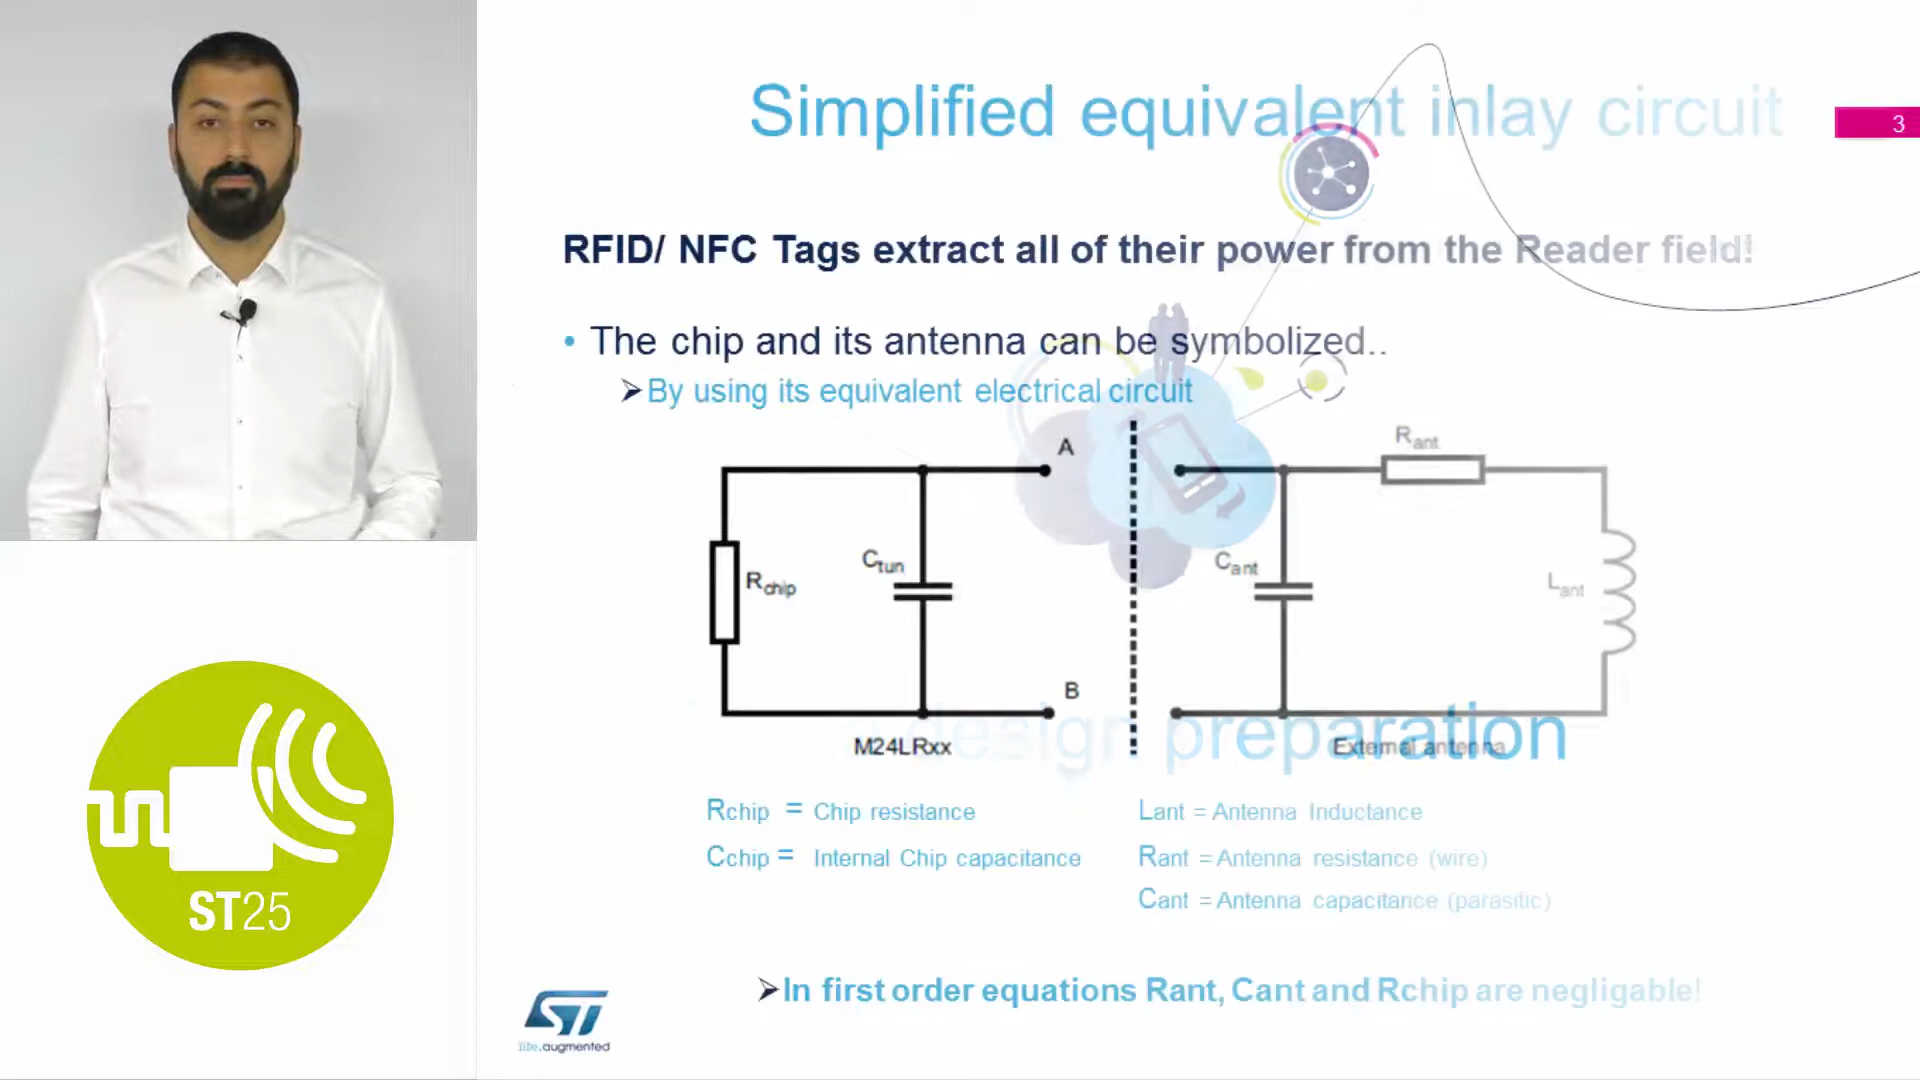 Simplified equivalent inlay circuit
3
RFID/ NFC Tags extract all of their power from the Reader field!
• The chip and its antenna can be symbolized..
➢By using its equivalent electrical circuit
A
Rant
Ctun
Rchip
Cant
Lant
B
design preparation
M24LRxx
External antenna
Rchip = Chip resistance
Lant = Antenna Inductance
Cchip = Internal Chip capacitance
Rant = Antenna resistance (wire)
Cant = Antenna capacitance (parasitic)
➢In first order equations Rant, Cant and Rchip are negligable!
ST25
ST
life.augmented